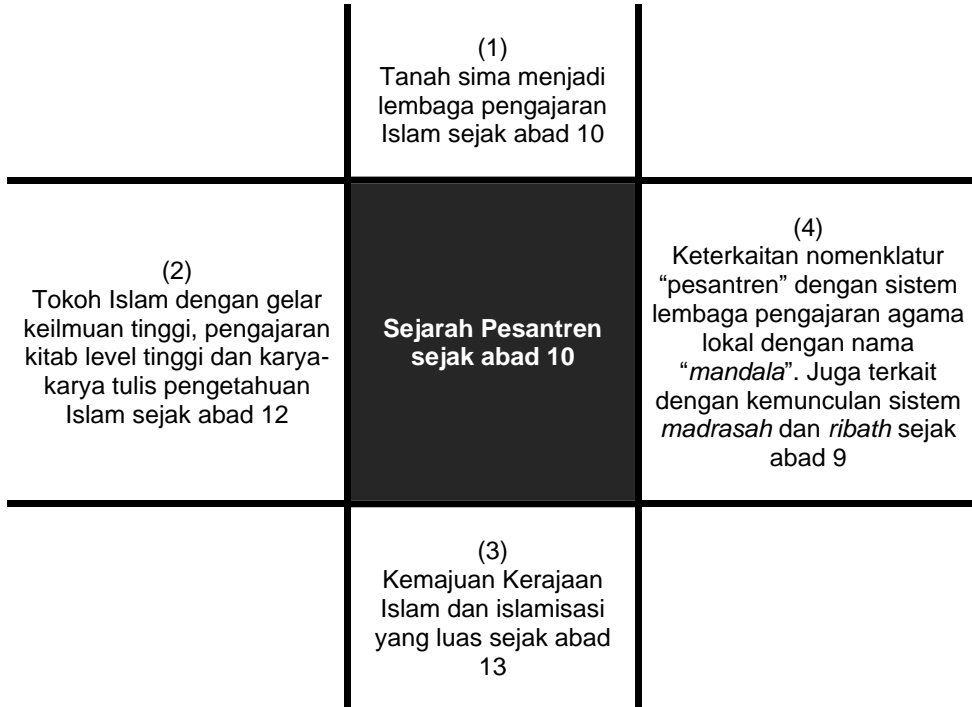 (1)
Tanah sima menjadi
lembaga pengajaran
Islam sejak abad 10
(2)
Tokoh Islam dengan gelar
keilmuan tinggi, pengajaran
kitab level tinggi dan karya-
karya tulis pengetahuan
Islam sejak abad 12
Sejarah Pesantren
sejak abad 10
(4)
Keterkaitan nomenklatur
“pesantren” dengan sistem
lembaga pengajaran agama
lokal dengan nama
“mandala”. Juga terkait
dengan kemunculan sistem
madrasah dan ribath sejak
abad 9
(3)
Kemajuan Kerajaan
Islam dan islamisasi
yang luas sejak abad
13